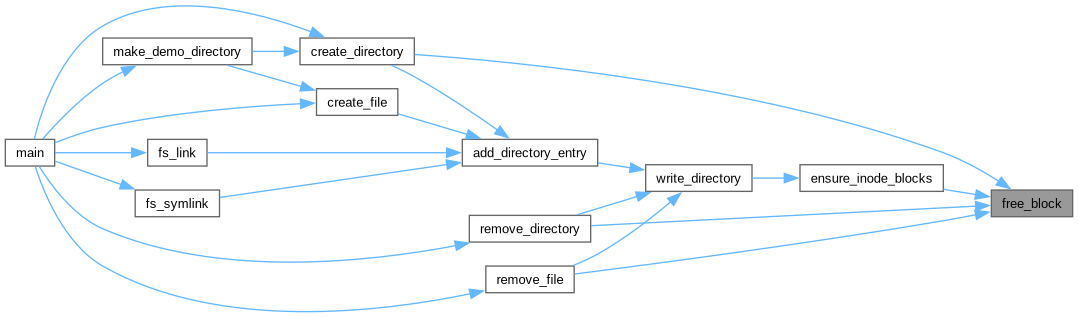 make_demo_directory
create_directory
create_file
main
fs_link
add_directory_entry
fs_symlink
write_directory
ensure_inode_blocks
free_block
remove_directory
remove_file